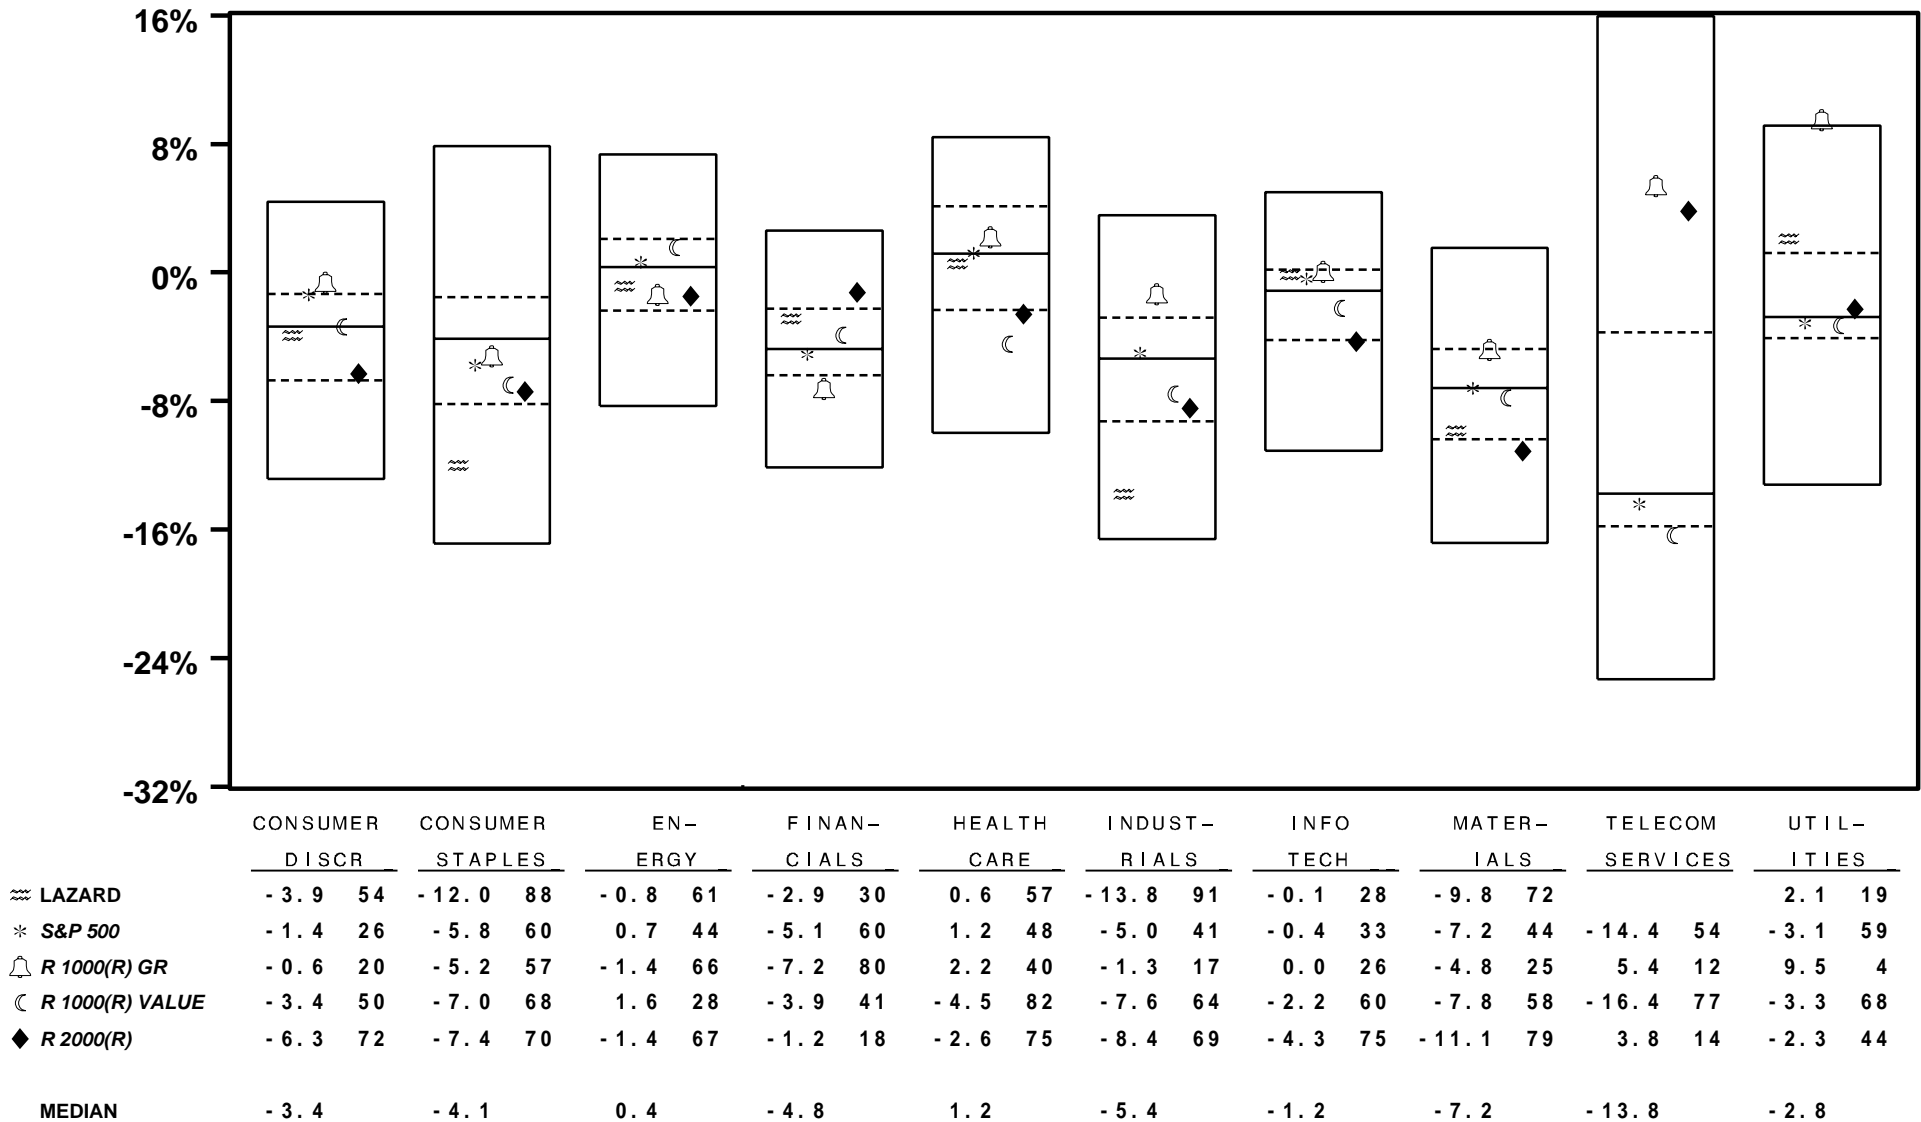 16%
8%
0%
-8%
-16%
-24%
-32%
CONSUMER CONSUMER EN- FINAN- HEALTH INDUST- INFO MATER- TELECOM UTIL-
DISCR STAPLES ERGY CIALS CARE RIALS TECH IALS SERVICES ITIES
LAZARD -3.9 54 -12.0 88 -0.8 61 -2.9 30 0.6 57 -13.8 91 -0.1 28 -9.8 72 2.1 19
S&P 500 -1.4 26 -5.8 60 0.7 44 -5.1 60 1.2 48 -5.0 41 -0.4 33 -7.2 44 -14.4 54 -3.1 59
R 1000(R) GR -0.6 20 -5.2 57 -1.4 66 -7.2 80 2.2 40 -1.3 17 0.0 26 -4.8 25 5.4 12 9.5 4
R 1000(R) VALUE -3.4 50 -7.0 68 1.6 28 -3.9 41 -4.5 82 -7.6 64 -2.2 60 -7.8 58 -16.4 77 -3.3 68
R 2000(R) -6.3 72 -7.4 70 -1.4 67 -1.2 18 -2.6 75 -8.4 69 -4.3 75 -11.1 79 3.8 14 -2.3 44
MEDIAN -3.4 -4.1 0.4 -4.8 1.2 -5.4 -1.2 -7.2 -13.8 -2.8